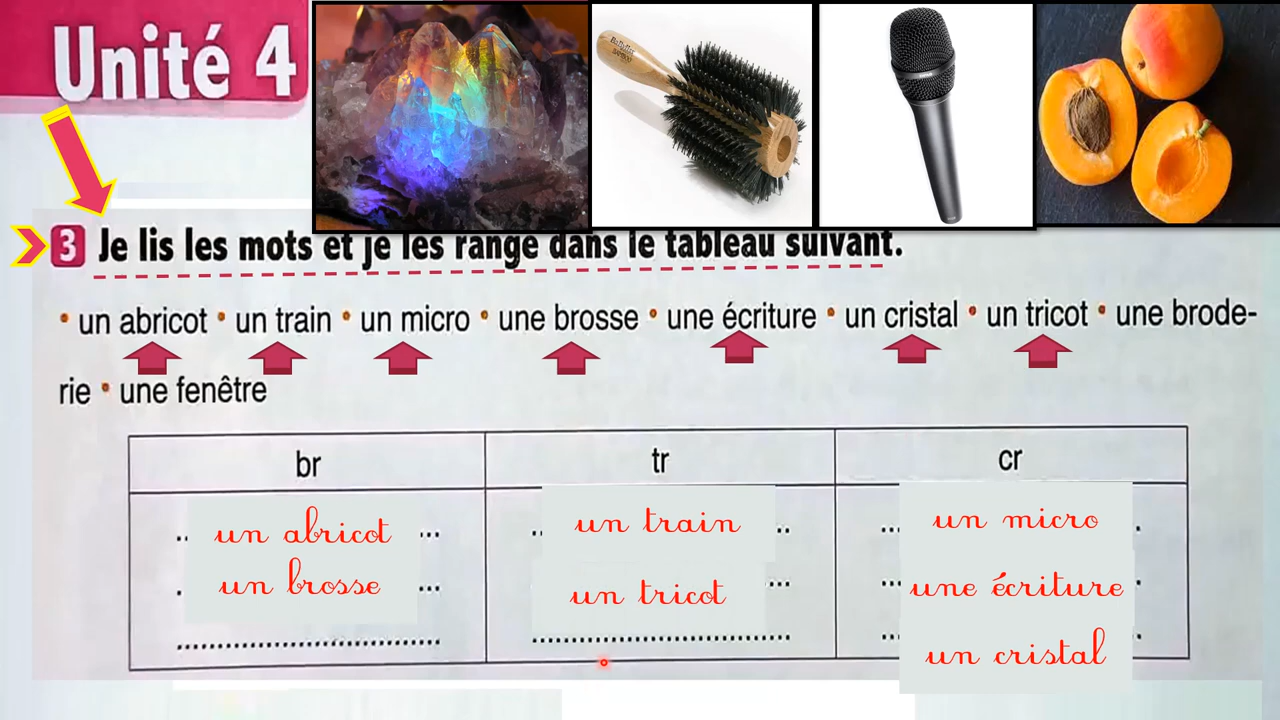 Unité 4
3 Je lis les mots et je les range dans le tableau suivant.
• un abricot • un train • un micro • une brosse • une écriture • un cristal • un tricot • une brode-
rie • une fenêtre
br tr cr
un abricot un train un micro
un brosse un tricot une écriture
un cristal